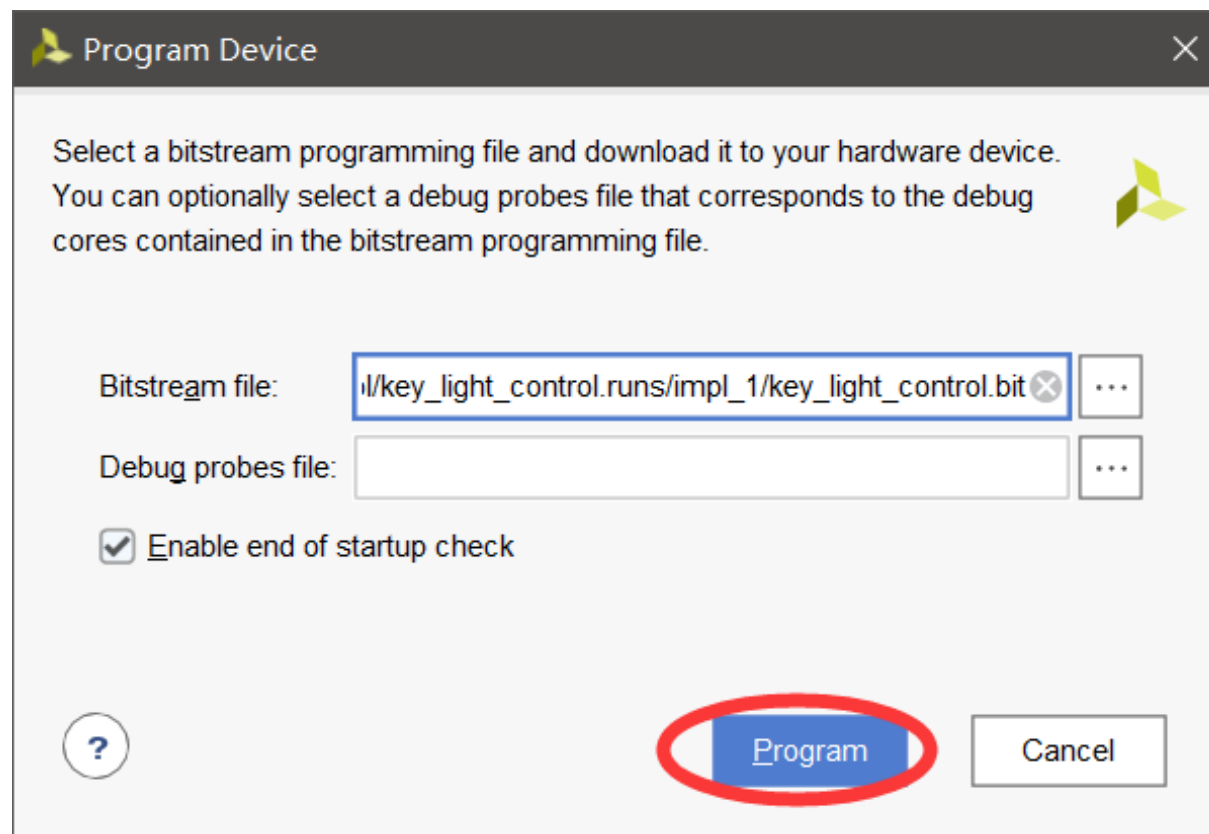 Program Device
Select a bitstream programming file and download it to your hardware device.
You can optionally select a debug probes file that corresponds to the debug
cores contained in the bitstream programming file.
Bitstream file: l/key_light_control.runs/impl_1/key_light_control.bit ...
Debug probes file: ...
Enable end of startup check
? Program Cancel